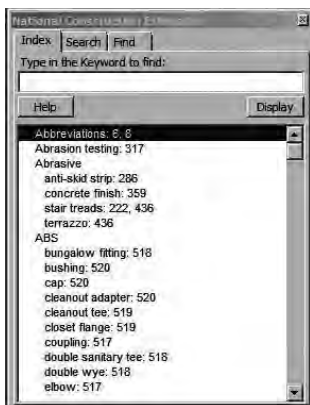 National Construction Estim
Index Search Find
Type in the Keyword to find:
Help Display
Abbreviations: 6, 8
Abrasion testing: 317
Abrasive
anti-skid strip: 286
concrete finish: 359
stair treads: 222, 436
terrazzo: 436
ABS
bungalow fitting: 518
bushing: 520
cap: 520
cleanout adapter: 520
cleanout tee: 519
closet flange: 519
coupling: 517
double sanitary tee: 518
double wye: 518
elbow: 517